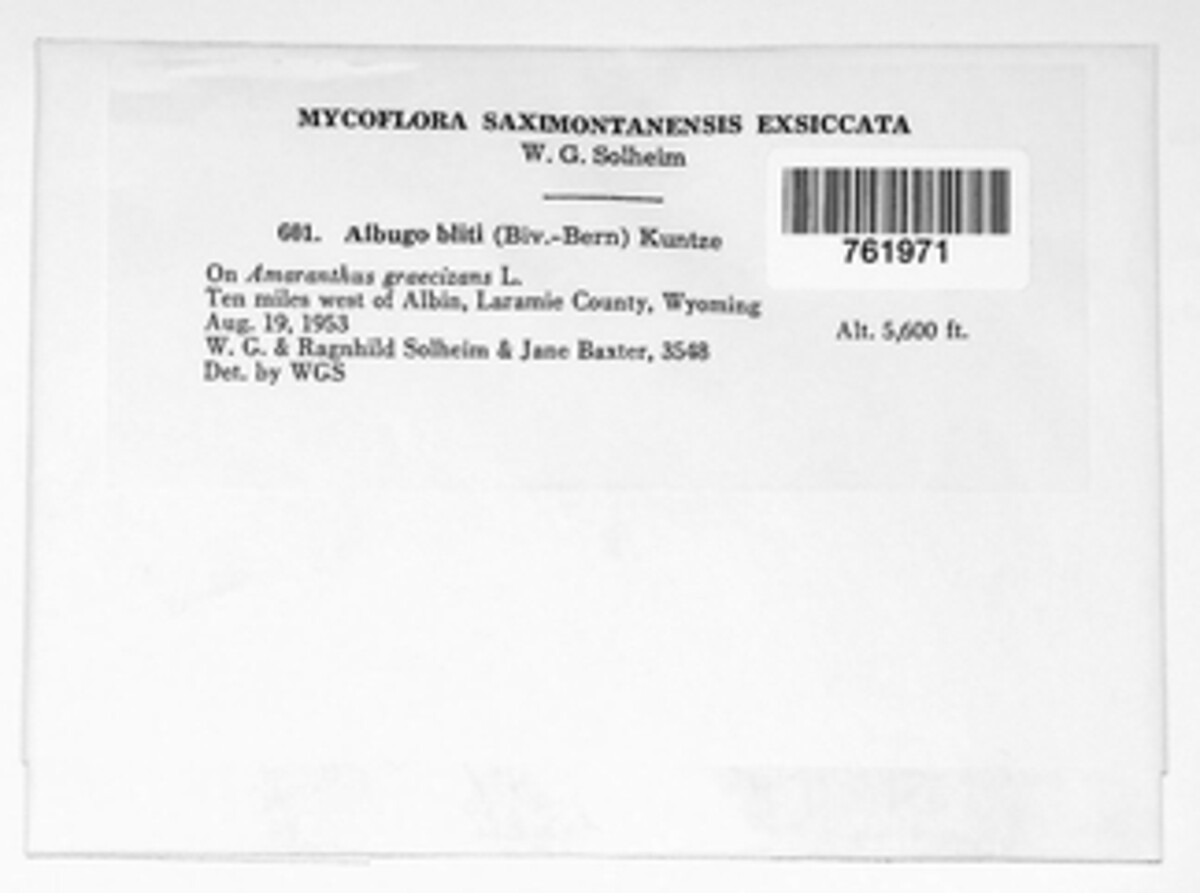 MYCOFLORA SAXIMONTANENSIS EXSICCATA
W. G. Solheim
601. Albugo bliti (Biv.-Bern) Kuntze
761971
On Amaranthus graecizans L.
Ten miles west of Albin, Laramie County, Wyoming
Aug. 19, 1953
Alt. 5,600 ft.
W. G. & Ragnhild Solheim & Jane Baxter, 3548
Det. by WGS